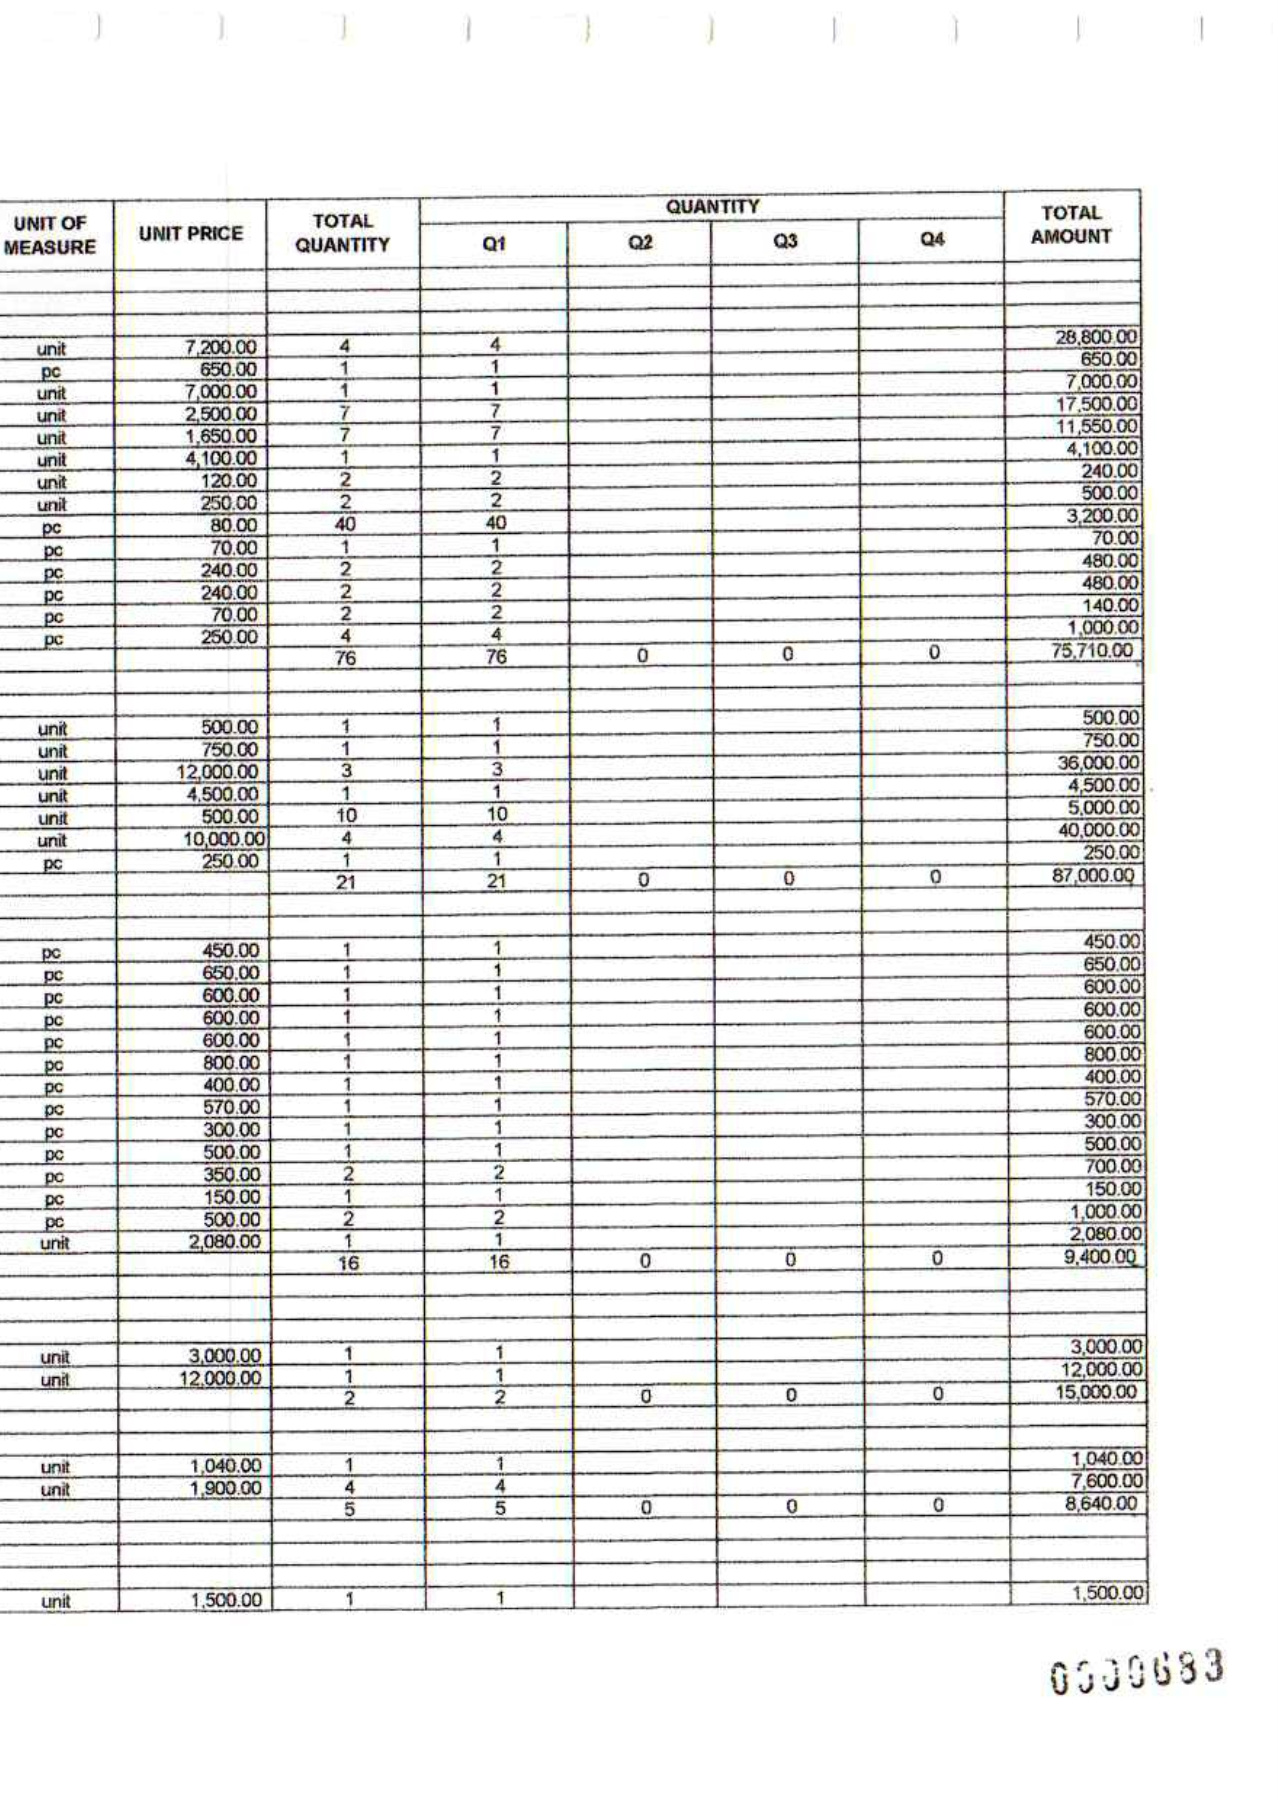 UNIT OF MEASURE UNIT PRICE TOTAL QUANTITY QUANTITY TOTAL AMOUNT
Q1 Q2 Q3 Q4
unit 7,200.00 4 4 28,800.00
pc 650.00 1 1 650.00
unit 7,000.00 1 1 7,000.00
unit 2,500.00 7 7 17,500.00
unit 1,650.00 7 7 11,550.00
unit 4,100.00 1 1 4,100.00
unit 120.00 2 2 240.00
unit 250.00 2 2 500.00
pc 80.00 40 40 3,200.00
pc 70.00 1 1 70.00
pc 240.00 2 2 480.00
pc 240.00 2 2 480.00
pc 70.00 2 2 140.00
pc 250.00 4 4 1,000.00
76 76 0 0 0 75,710.00
unit 500.00 1 1 500.00
unit 750.00 1 1 750.00
unit 12,000.00 3 3 36,000.00
unit 4,500.00 1 1 4,500.00
unit 500.00 10 10 5,000.00
unit 10,000.00 4 4 40,000.00
pc 250.00 1 1 250.00
21 21 0 0 0 87,000.00
pc 450.00 1 1 450.00
pc 650.00 1 1 650.00
pc 600.00 1 1 600.00
pc 600.00 1 1 600.00
pc 600.00 1 1 600.00
pc 800.00 1 1 800.00
pc 400.00 1 1 400.00
pc 570.00 1 1 570.00
pc 300.00 1 1 300.00
pc 500.00 1 1 500.00
pc 350.00 2 2 700.00
pc 150.00 1 1 150.00
pc 500.00 2 2 1,000.00
unit 2,080.00 1 1 2,080.00
16 16 0 0 0 9,400.00
unit 3,000.00 1 1 3,000.00
unit 12,000.00 1 1 12,000.00
2 2 0 0 0 15,000.00
unit 1,040.00 1 1 1,040.00
unit 1,900.00 4 4 7,600.00
5 5 0 0 0 8,640.00
unit 1,500.00 1 1 1,500.00
0000683